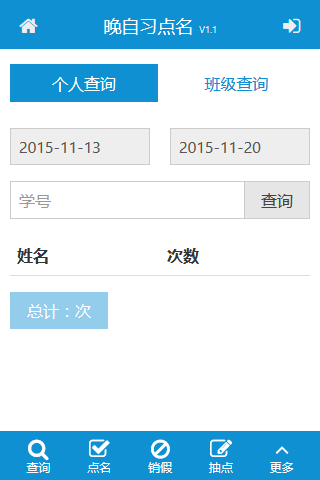 晚自习点名 V1.1
个人查询 班级查询
2015-11-13 2015-11-20
学号 查询
姓名 次数
总计：次
查询 点名 销假 抽点 更多